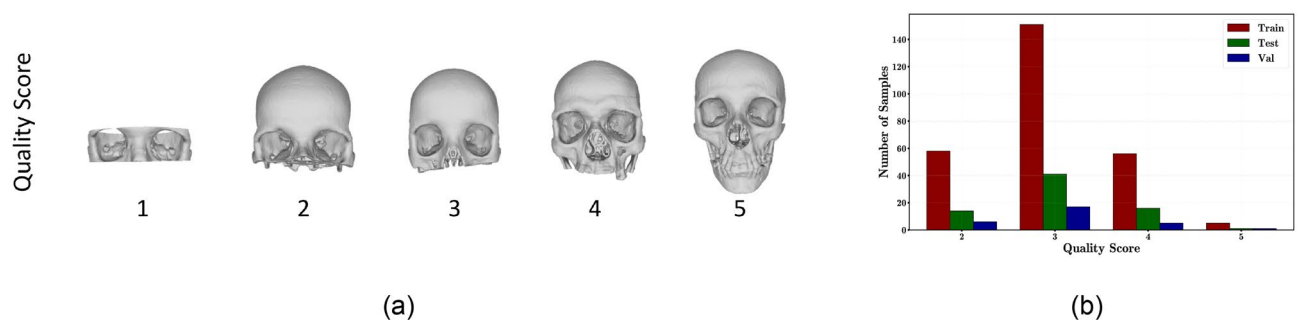 Quality Score
1 2 3 4 5
(a)
Number of Samples
140
120
100
80
60
40
20
0
2 3 4 5
Quality Score
Train
Test
Val
(b)